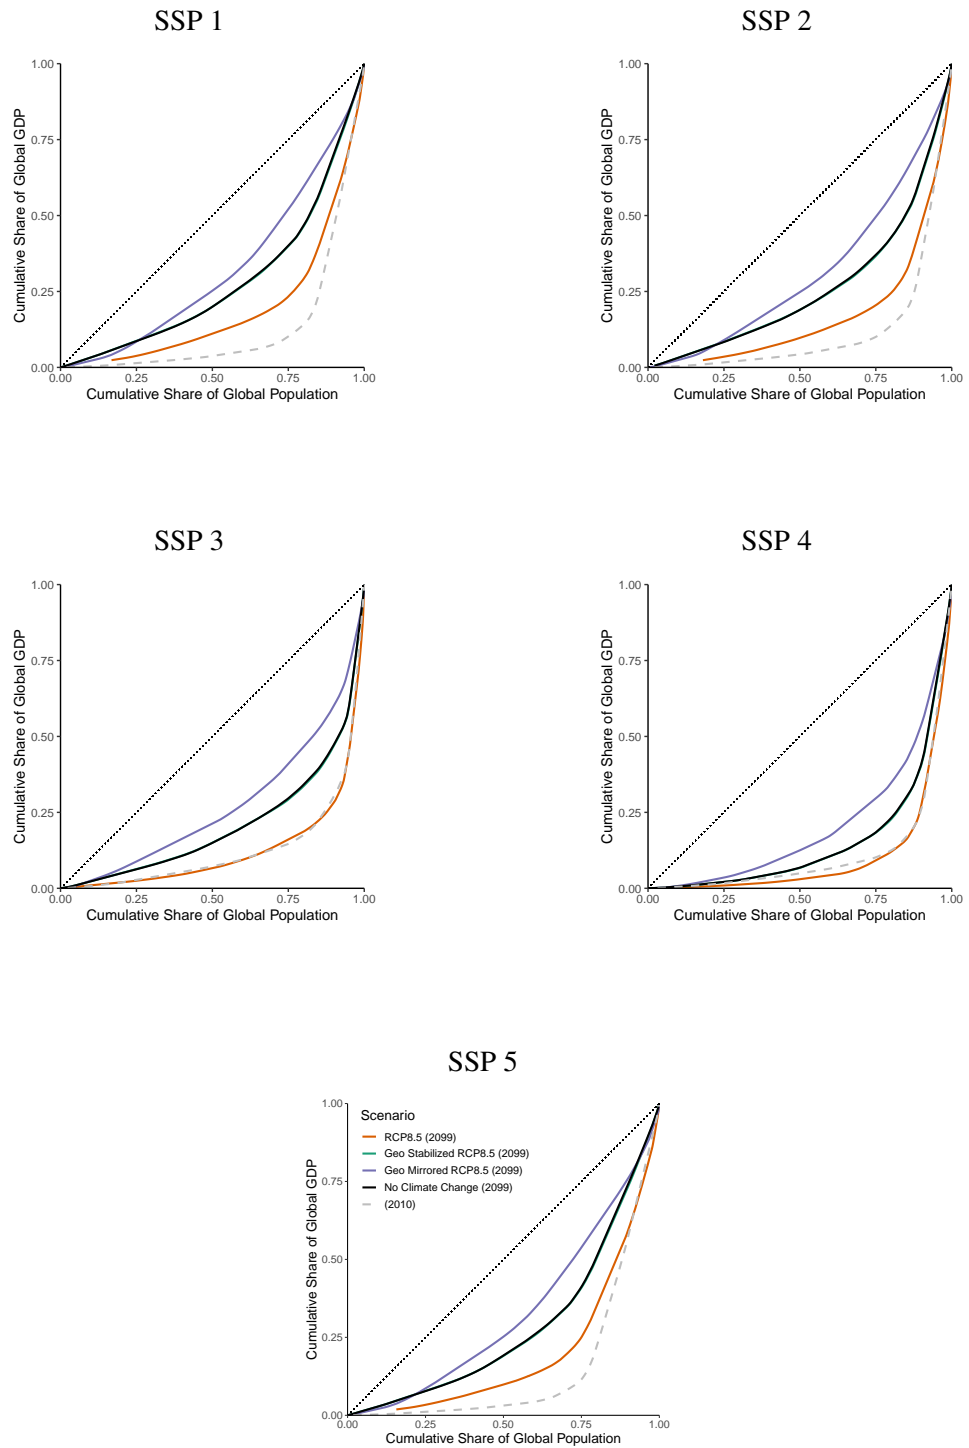 SSP 1
1.00
0.75
0.50
0.25
0.00
0.00 0.25 0.50 0.75 1.00
Cumulative Share of Global Population
Cumulative Share of Global GDP
SSP 2
1.00
0.75
0.50
0.25
0.00
0.00 0.25 0.50 0.75 1.00
Cumulative Share of Global Population
Cumulative Share of Global GDP
SSP 3
1.00
0.75
0.50
0.25
0.00
0.00 0.25 0.50 0.75 1.00
Cumulative Share of Global Population
Cumulative Share of Global GDP
SSP 4
1.00
0.75
0.50
0.25
0.00
0.00 0.25 0.50 0.75 1.00
Cumulative Share of Global Population
Cumulative Share of Global GDP
SSP 5
1.00
0.75
0.50
0.25
0.00
0.00 0.25 0.50 0.75 1.00
Cumulative Share of Global Population
Cumulative Share of Global GDP
Scenario
RCP8.5 (2099)
Geo Stabilized RCP8.5 (2099)
Geo Mirrored RCP8.5 (2099)
No Climate Change (2099)
(2010)